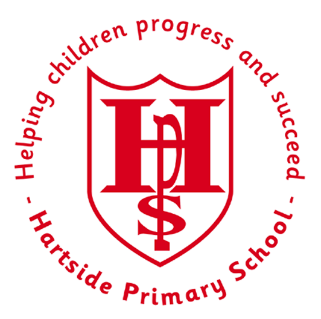 Helping children progress and succeed
HPS
- Hartside Primary School -